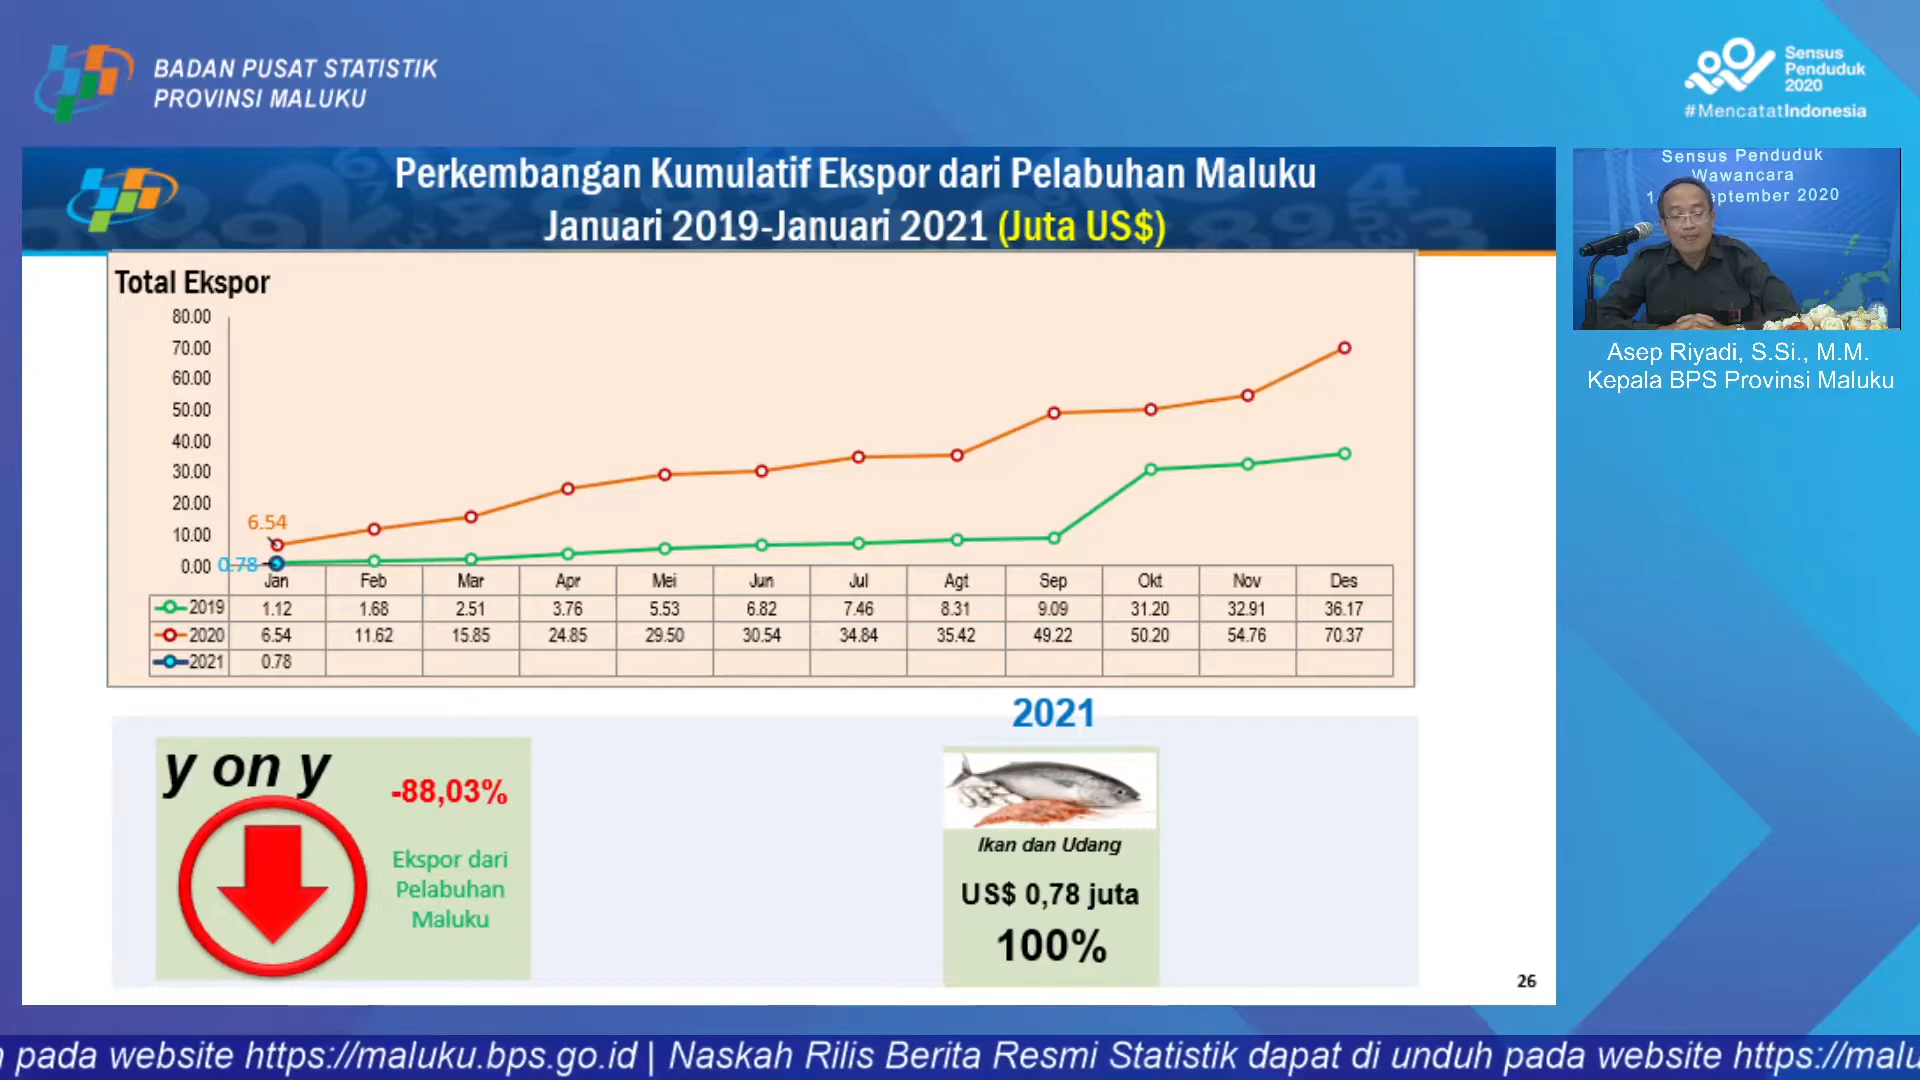 BADAN PUSAT STATISTIK
PROVINSI MALUKU
Sensus
Penduduk
2020
#MencatatIndonesia
Perkembangan Kumulatif Ekspor dari Pelabuhan Maluku
Januari 2019-Januari 2021 (Juta US$)
Total Ekspor
80.00
70.00
60.00
50.00
40.00
30.00
20.00
10.00
0.00
6.54
0.78
Jan Feb Mar Apr Mei Jun Jul Agt Sep Okt Nov Des
2019 1.12 1.68 2.51 3.76 5.53 6.82 7.46 8.31 9.09 31.20 32.91 36.17
2020 6.54 11.62 15.85 24.85 29.50 30.54 34.84 35.42 49.22 50.20 54.76 70.37
2021 0.78
y on y
-88,03%
Ekspor dari
Pelabuhan
Maluku
2021
Ikan dan Udang
US$ 0,78 juta
100%
26
Sensus Penduduk
Wawancara
2020
Asep Riyadi, S.Si., M.M.
Kepala BPS Provinsi Maluku
pada website https://maluku.bps.go.id | Naskah Rilis Berita Resmi Statistik dapat di unduh pada website https://malu